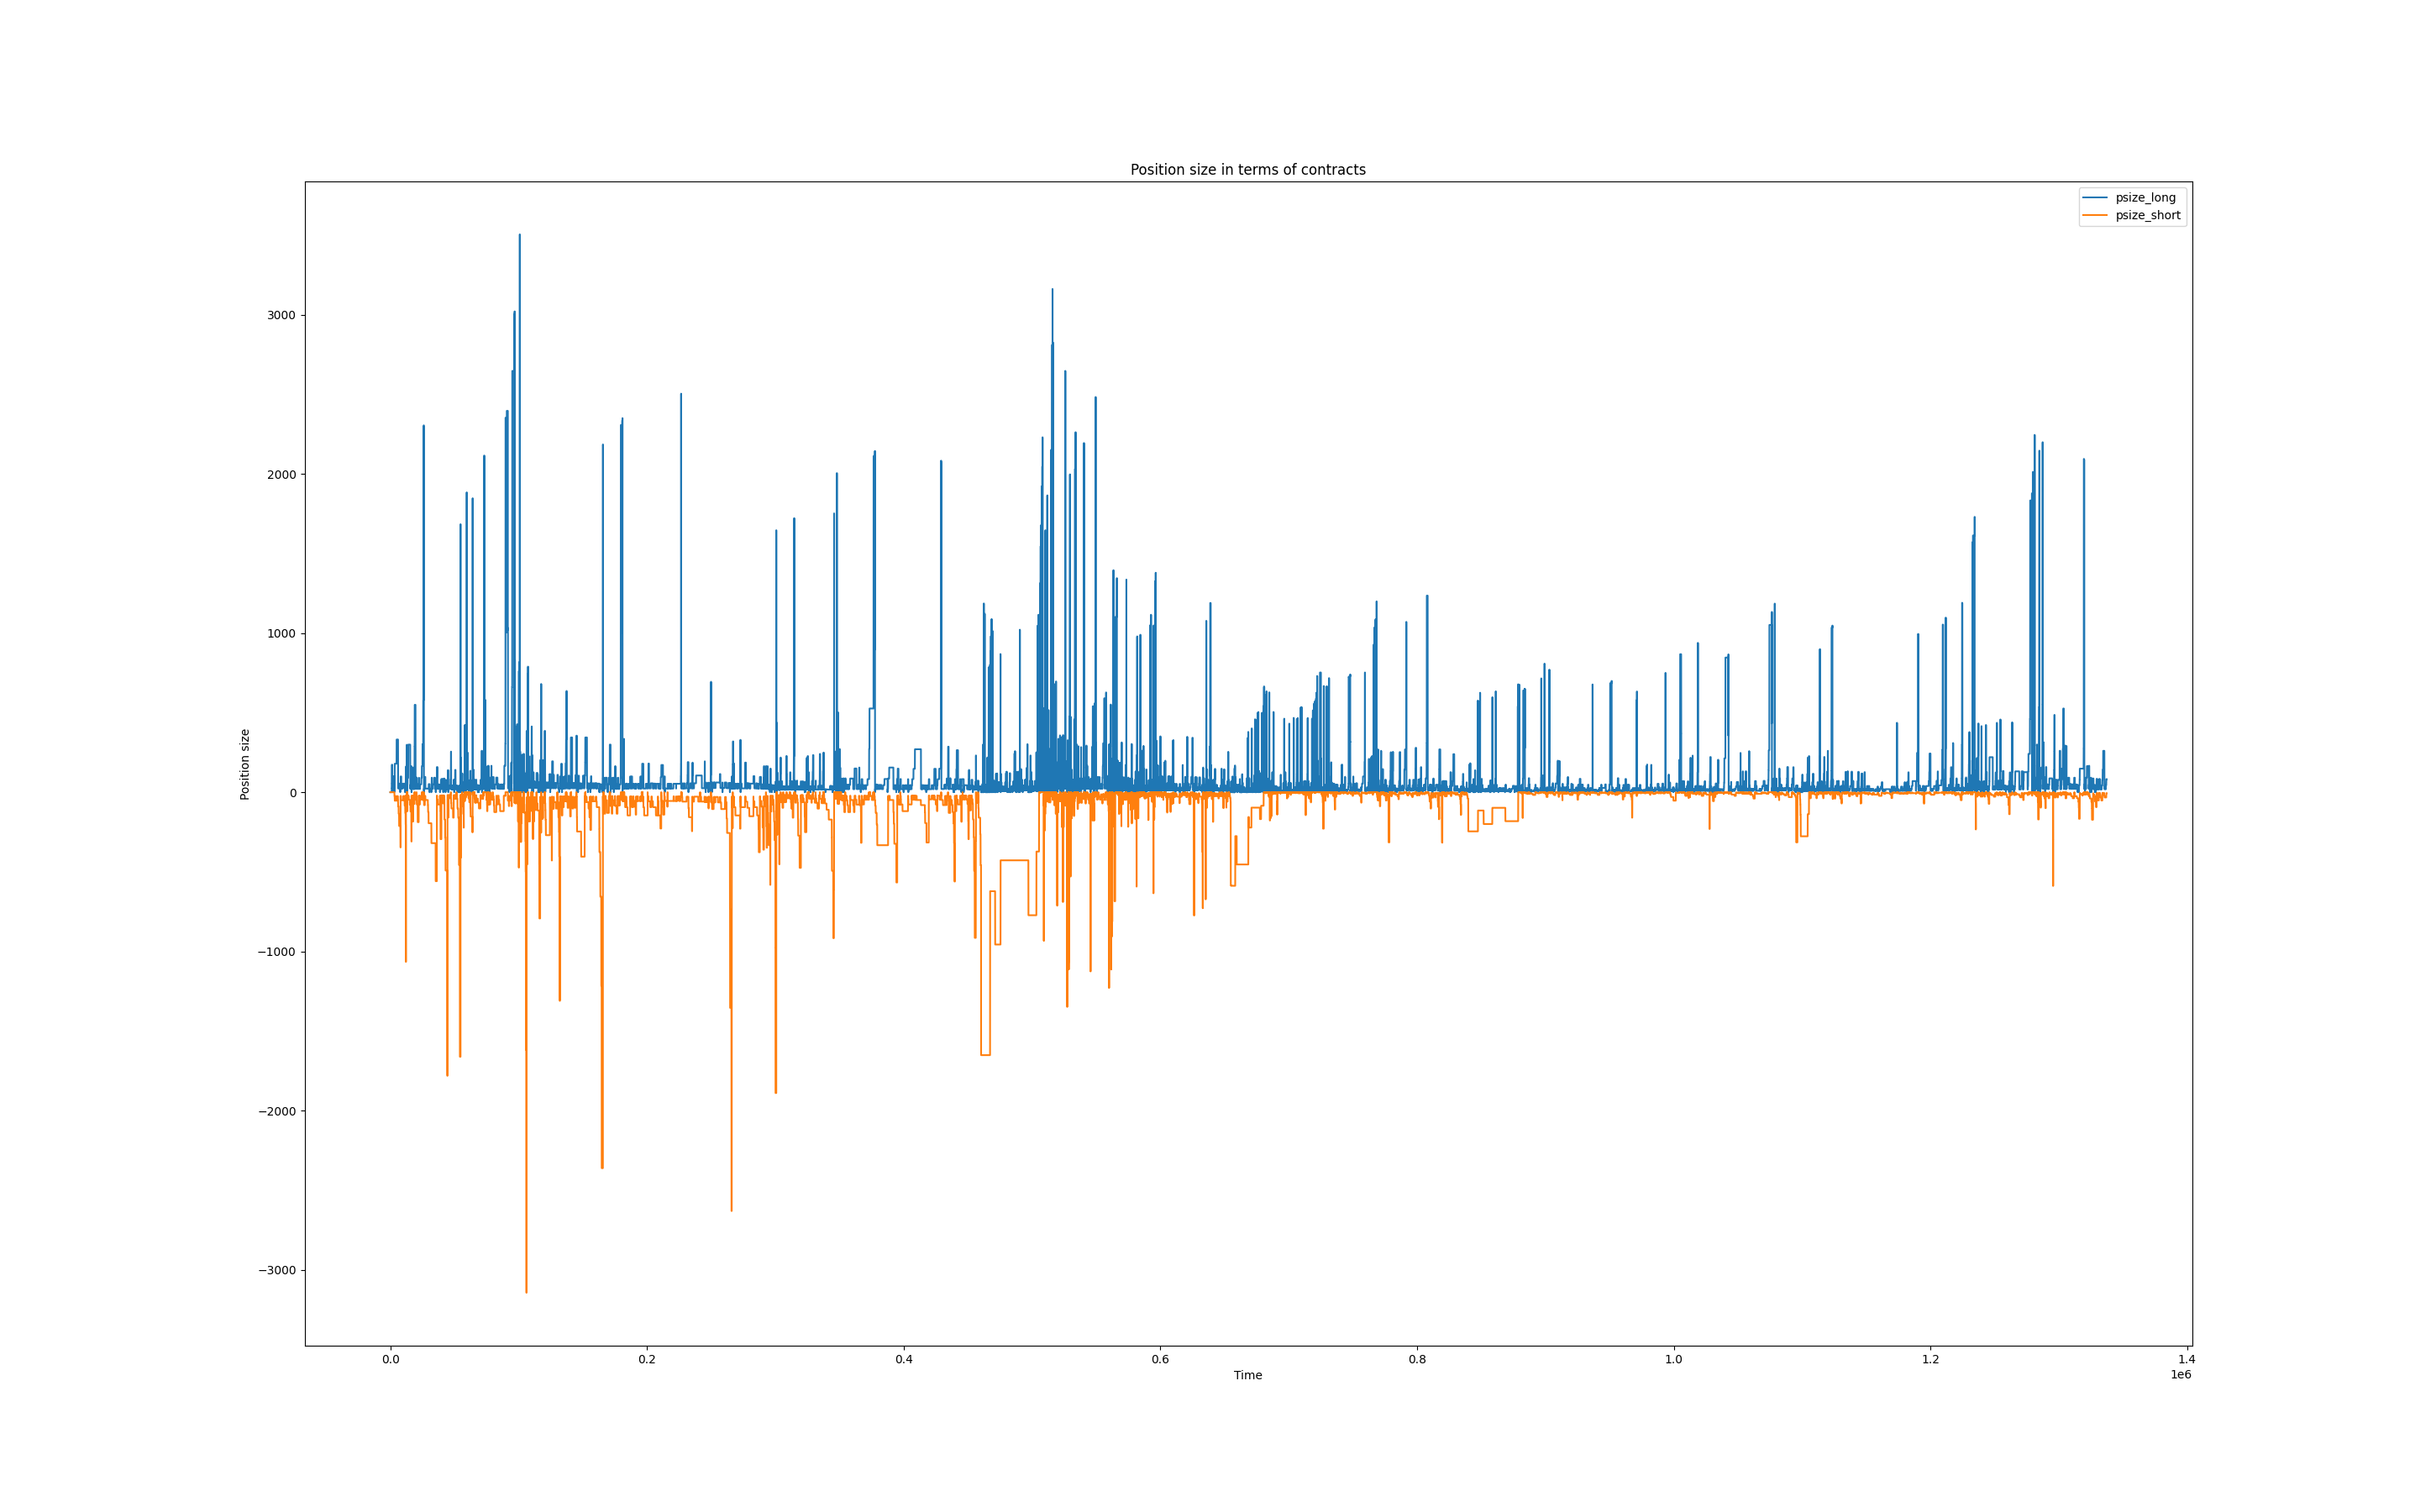 Position size in terms of contracts
psize_long
psize_short
Position size
3000
2000
1000
0
−1000
−2000
−3000
0.0
0.2
0.4
0.6
0.8
1.0
1.2
1.4
Time
1e6